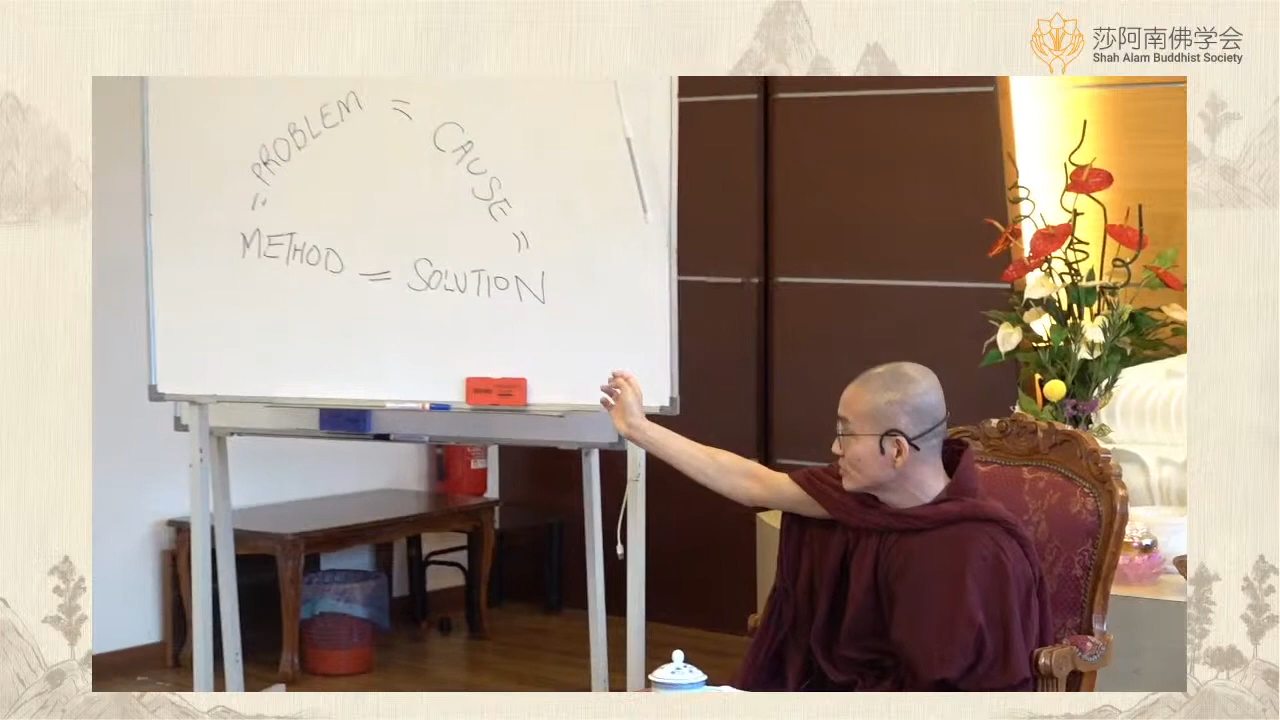 莎阿南佛学会
Shah Alam Buddhist Society
PROBLEM = CAUSE =
= METHOD = SOLUTION